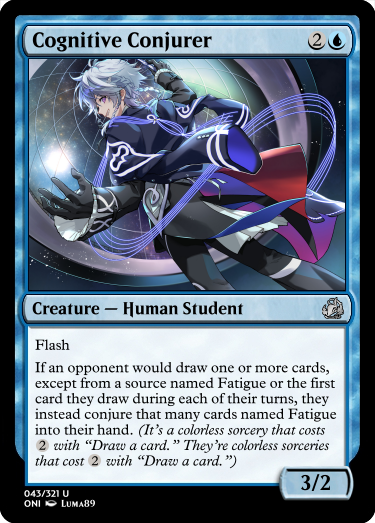 Cognitive Conjurer 2
Creature — Human Student
Flash
If an opponent would draw one or more cards,
except from a source named Fatigue or the first
card they draw during each of their turns, they
instead conjure that many cards named Fatigue
into their hand. (It's a colorless sorcery that costs
2 with “Draw a card.” They're colorless sorceries
that cost 2 with “Draw a card.”)
3/2
043/321 U
ONI Luma89